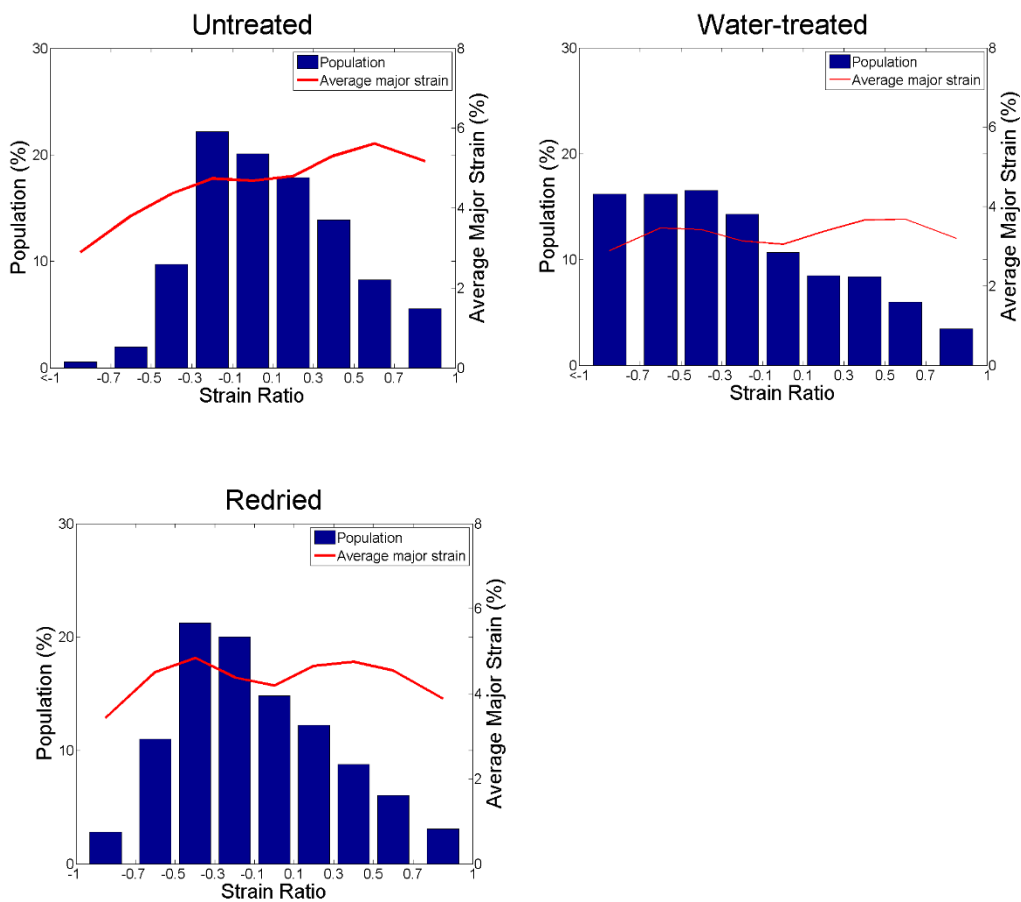 Untreated
Population
Average major strain
30
20
10
0
Population (%)
8
6
4
2
0
Average Major Strain (%)
<-1 -0.7 -0.5 -0.3 -0.1 0.1 0.3 0.5 0.7 1
Strain Ratio
Water-treated
Population
Average major strain
30
20
10
0
Population (%)
8
6
4
2
0
Average Major Strain (%)
<-1 -0.7 -0.5 -0.3 -0.1 0.1 0.3 0.5 0.7 1
Strain Ratio
Redried
Population
Average major strain
30
20
10
0
Population (%)
8
6
4
2
0
Average Major Strain (%)
-1 -0.7 -0.5 -0.3 -0.1 0.1 0.3 0.5 0.7 1
Strain Ratio